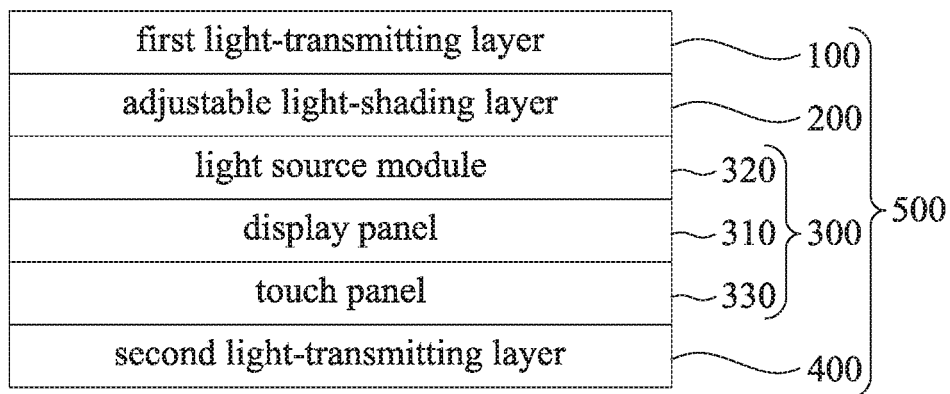 first light-transmitting layer 100
adjustable light-shading layer 200
light source module 320
display panel 310 300 500
touch panel 330
second light-transmitting layer 400